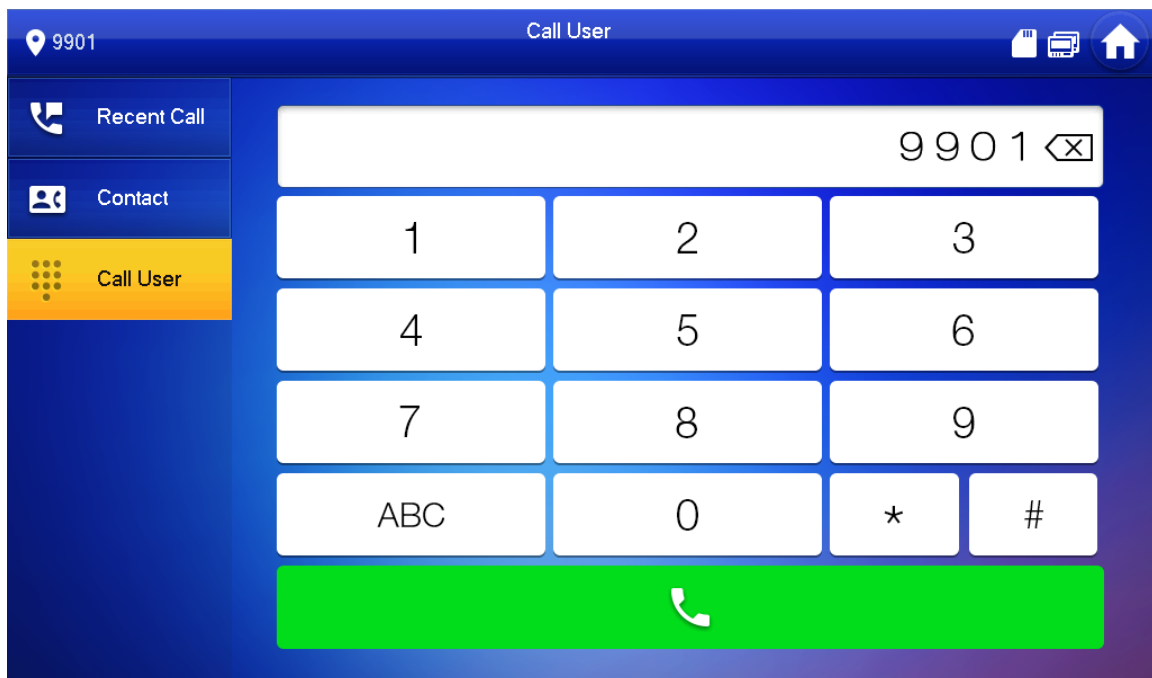 9901
Call User
Recent Call
Contact
Call User
9901
1 2 3
4 5 6
7 8 9
ABC 0 * #